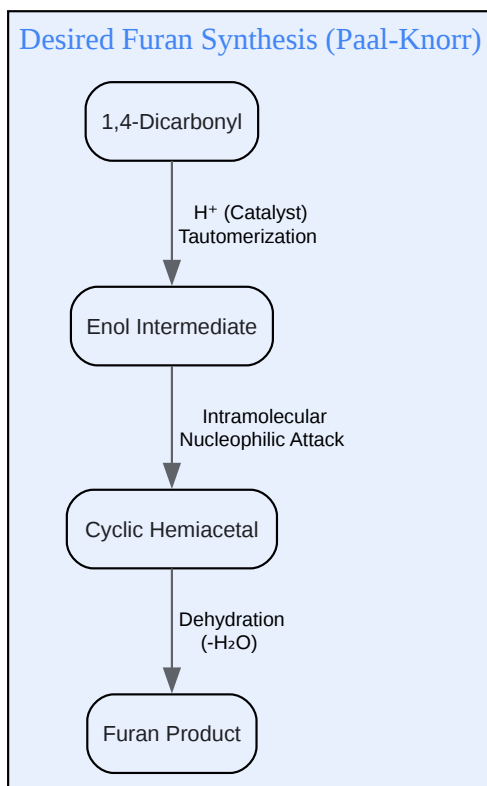 Desired Furan Synthesis (Paal-Knorr)
1,4-Dicarbonyl
H⁺ (Catalyst)
Tautomerization
Enol Intermediate
Intramolecular
Nucleophilic Attack
Cyclic Hemiacetal
Dehydration
(-H₂O)
Furan Product